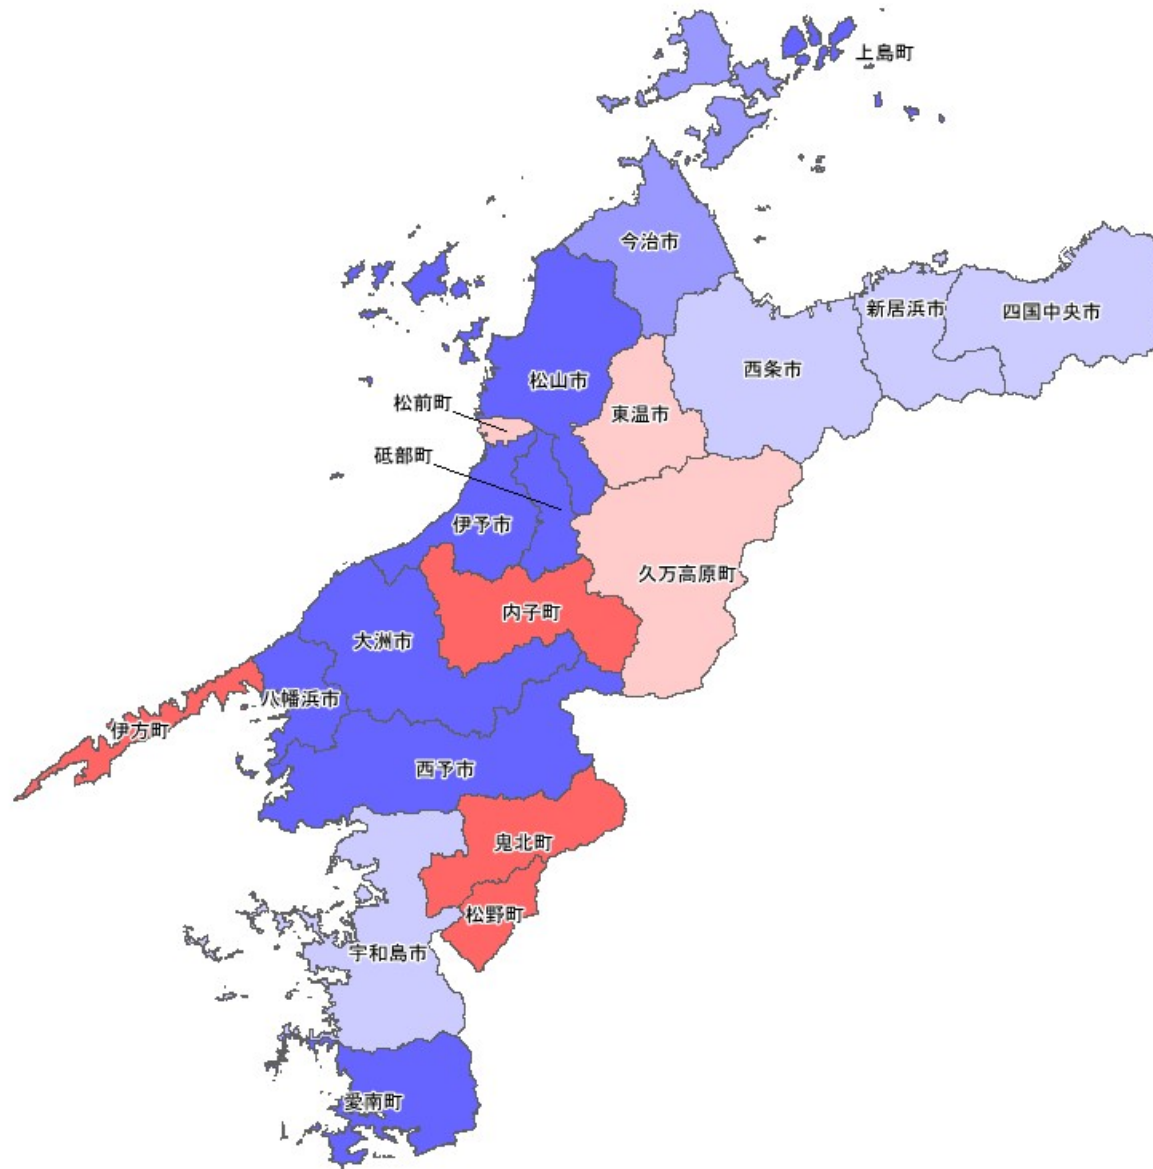 上島町
今治市
新居浜市
四国中央市
西条市
松山市
松前町
東温市
砥部町
伊予市
久万高原町
内子町
大洲市
八幡浜市
伊方町
西予市
鬼北町
松野町
宇和島市
愛南町